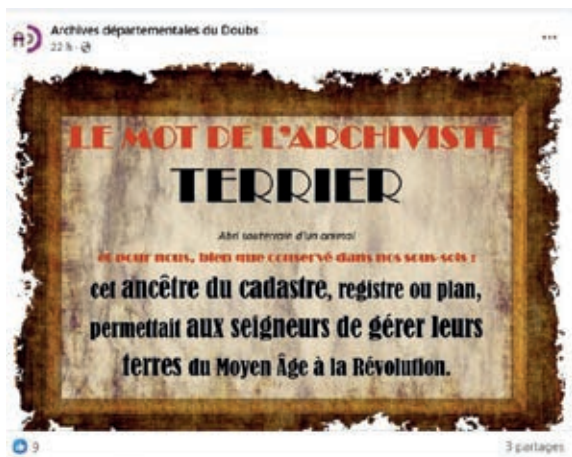 Archives départementales du Doubs
22 h
LE MOT DE L'ARCHIVISTE
TERRIER
Abri souterrain d'un animal
et pour nous, bien que conservé dans nos sous-sols :
cet ancêtre du cadastre, registre ou plan,
permettait aux seigneurs de gérer leurs
terres du Moyen Âge à la Révolution.
9
3 partages